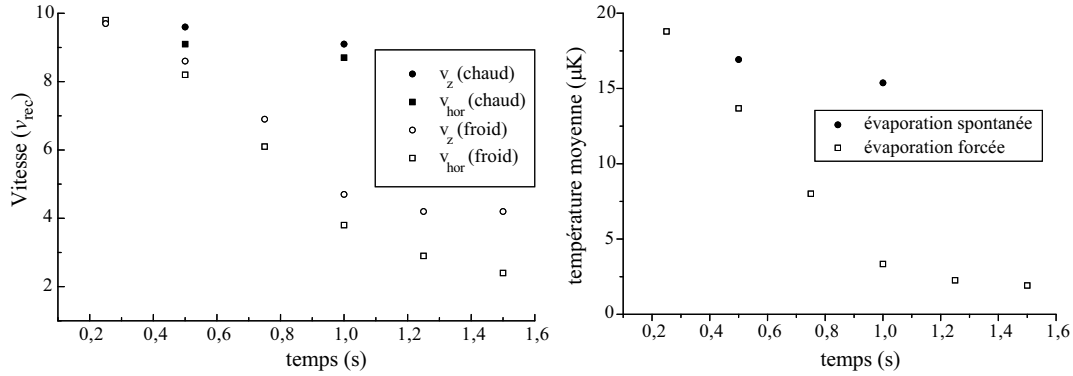 10
8
6
4
2
Vitesse (v_rec)
0,2 0,4 0,6 0,8 1,0 1,2 1,4 1,6
temps (s)
v_z (chaud)
v_hor (chaud)
v_z (froid)
v_hor (froid)
20
15
10
5
0
température moyenne (µK)
0,2 0,4 0,6 0,8 1,0 1,2 1,4 1,6
temps (s)
évaporation spontanée
évaporation forcée